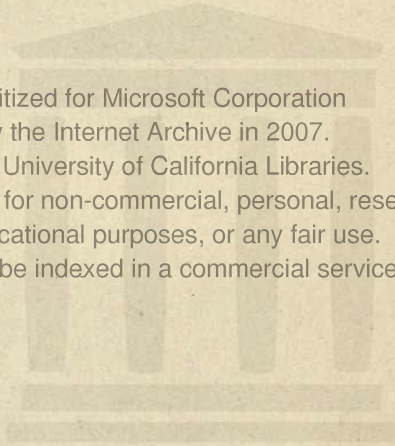 itized for Microsoft Corporation
the Internet Archive in 2007.
University of California Libraries.
for non-commercial, personal, rese
cational purposes, or any fair use.
be indexed in a commercial service